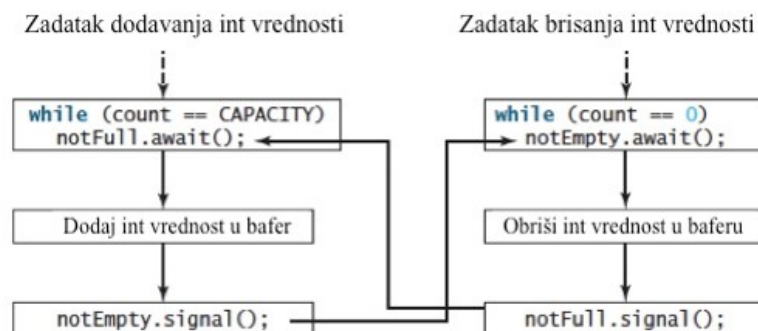 Zadatak dodavanja int vrednosti
while (count == CAPACITY)
notFull.await();
Dodaj int vrednost u bafer
notEmpty.signal();
Zadatak brisanja int vrednosti
while (count == 0)
notEmpty.await();
Obriši int vrednost u baferu
notFull.signal();